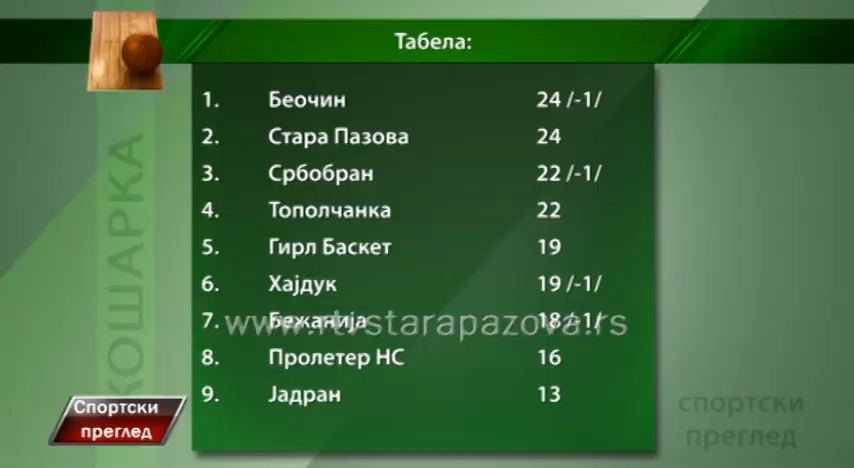 Табела:
1. Беочин 24 /-1/
2. Стара Пазова 24
3. Србобран 22 /-1/
4. Тополчанка 22
5. Гирл Баскет 19
6. Хајдук 19 /-1/
7. Бежанија 18 /-1/
www.rtvstarapazova.rs
8. Пролетер НС 16
9. Јадран 13
КОШАРКА
Спортски
преглед
спортски
преглед